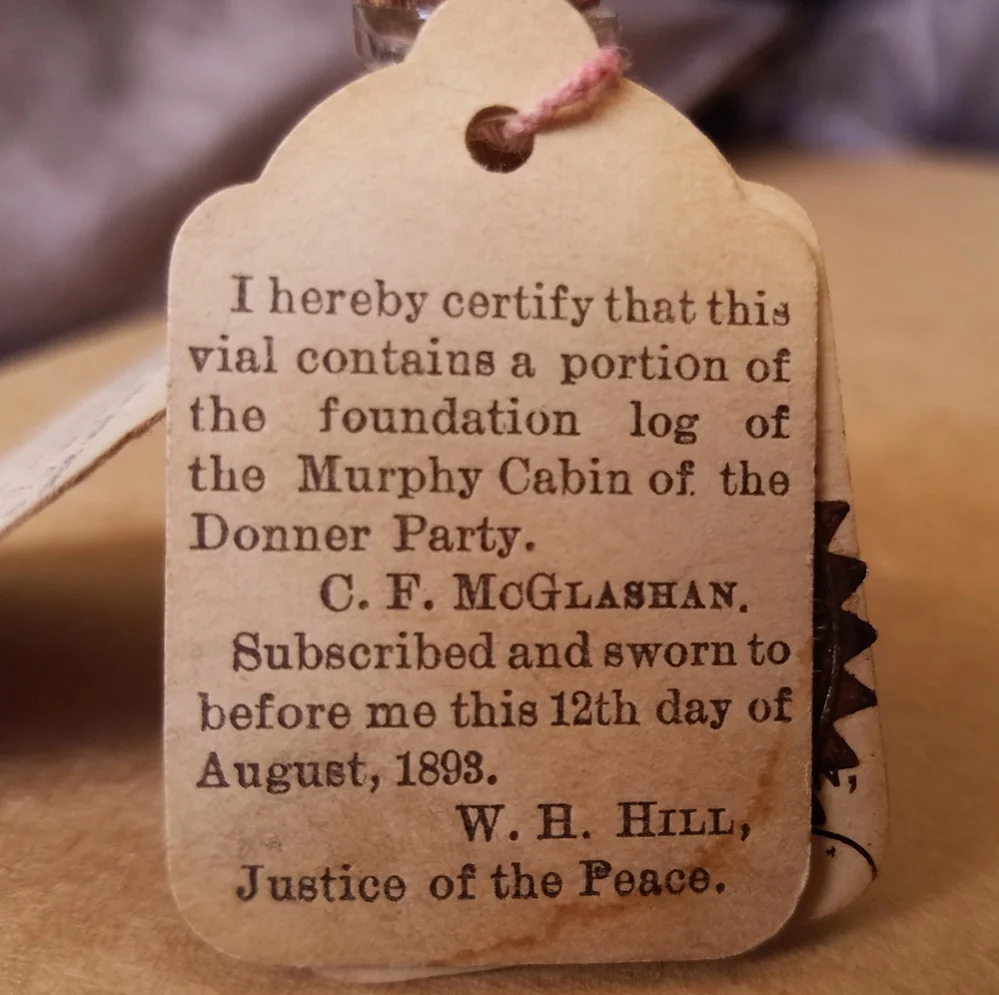 I hereby certify that this
vial contains a portion of
the foundation log of
the Murphy Cabin of the
Donner Party.
C. F. McGlashan.
Subscribed and sworn to
before me this 12th day of
August, 1893.
W. H. Hill,
Justice of the Peace.